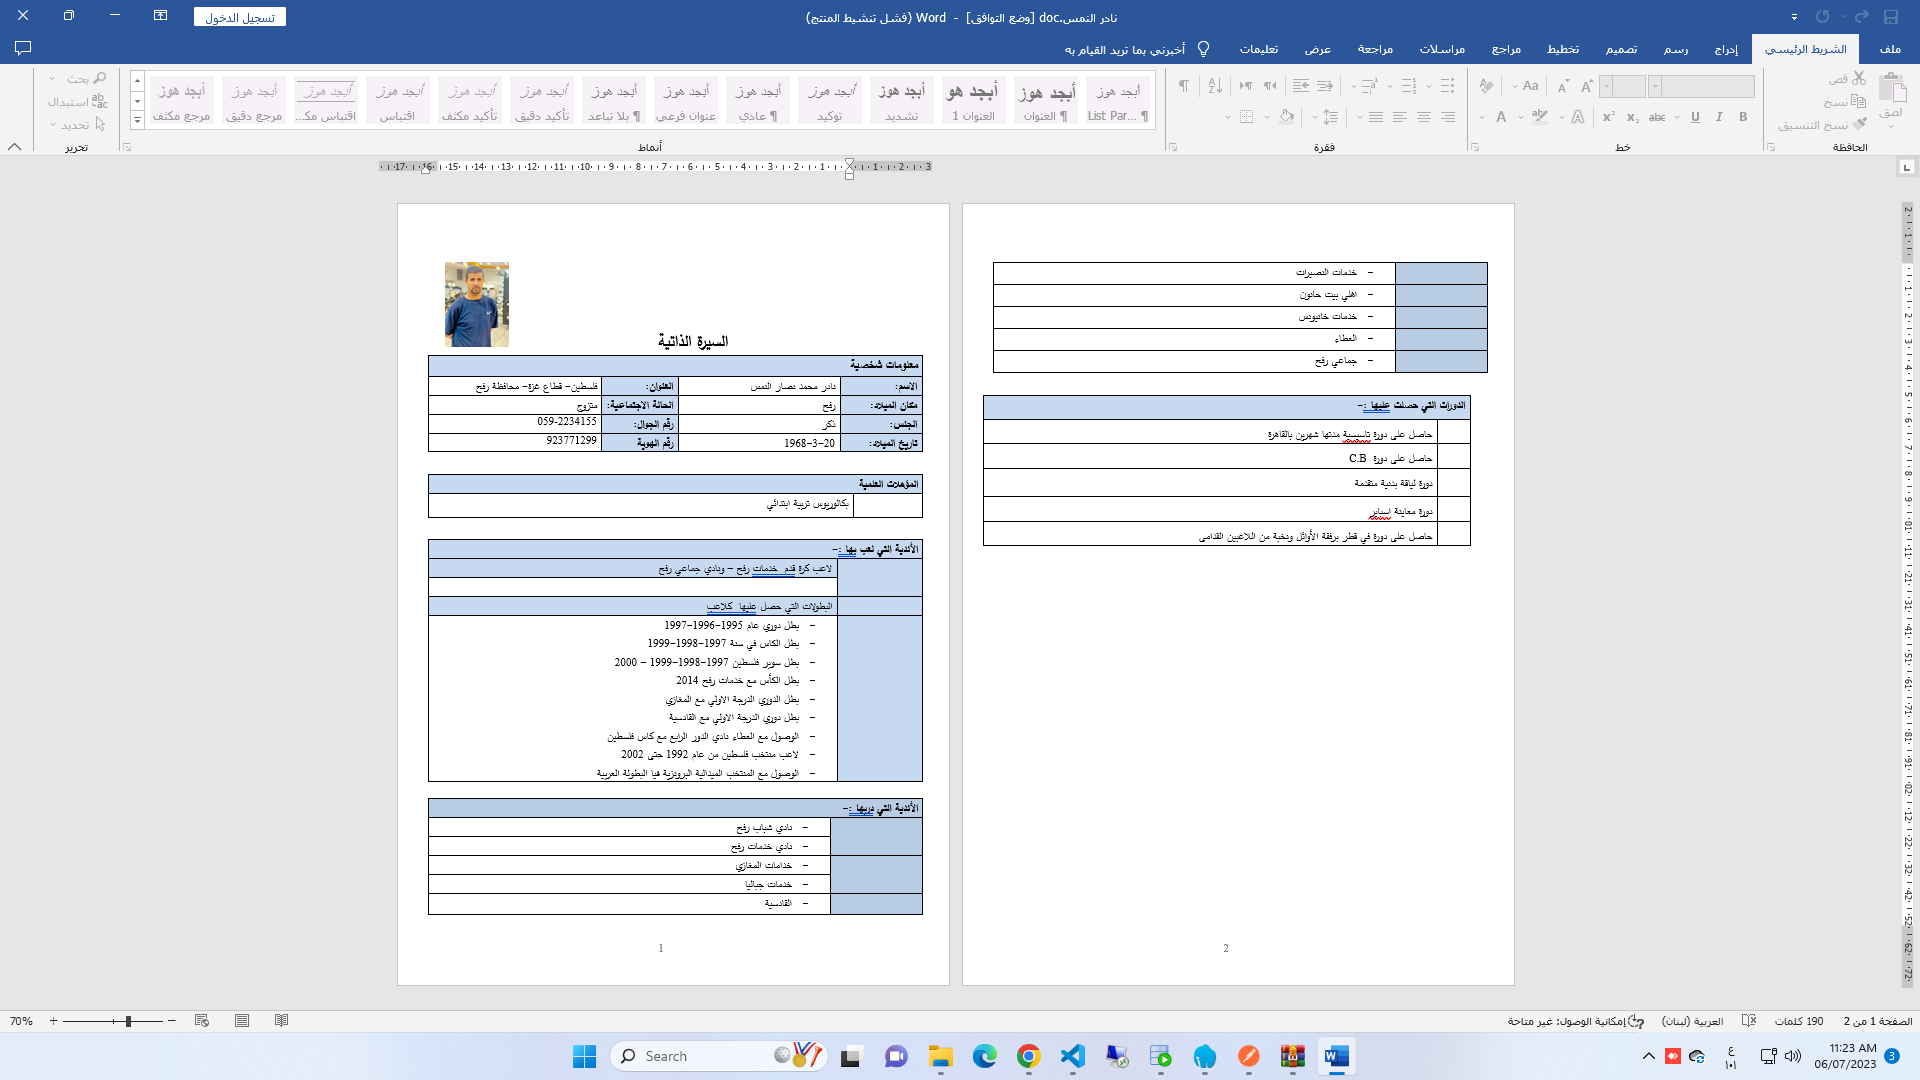 نادر النمس.doc [وضع التوافق] - Word (فشل تنشيط المنتج)
تسجيل الدخول
ملف
الشريط الرئيسي
إدراج
رسم
تصميم
تخطيط
مراجع
مراسلات
مراجعة
عرض
تعليمات
أخبرني بما تريد القيام به
لصق
قص
نسخ
نسخ التنسيق
الحافظة
خط
فقرة
أبجد هوز ¶ List Par...
أبجد هوز ¶ العنوان
أبجد هو العنوان 1
أبجد هوز تشديد
أبجد هوز توكيد
أبجد هوز ¶ عادي
أبجد هوز عنوان فرعي
أبجد هوز ¶ بلا تباعد
أبجد هوز تأكيد دقيق
أبجد هوز تأكيد مكثف
أبجد هوز اقتباس
أبجد هوز اقتباس مكـ...
أبجد هوز مرجع دقيق
أبجد هوز مرجع مكثف
أنماط
بحث
استبدال
تحديد
تحرير
السيرة الذاتية
معلومات شخصية
الاسم: نادر محمد نصار النمس العنوان: فلسطين– قطاع غزة– محافظة رفح
مكان الميلاد: رفح الحالة الاجتماعية: متزوج
الجنس: ذكر رقم الجوال: 059-2234155
تاريخ الميلاد: 20-3-1968 رقم الهوية 923771299
المؤهلات العلمية
بكالوريوس تربية ابتدائي
الأندية التي لعب بها :-
لاعب كرة قدم خدمات رفح – ونادي جماعي رفح
البطولات التي حصل عليها كلاعب
- بطل دوري عام 1995-1996-1997
- بطل الكاس في سنة 1997-1998-1999
- بطل سوبر فلسطين 1997-1998-1999 – 2000
- بطل الكأس مع خدمات رفح 2014
- بطل الدوري الدرجة الاولي مع المغازي
- بطل دوري الدرجة الاولي مع القادسية
- الوصول مع العطاء نادي الدور الرابع مع كاس فلسطين
- لاعب منتخب فلسطين من عام 1992 حتى 2002
- الوصول مع المنتخب الميدالية البرونزية فيا البطولة العربية
الأندية التي دربها :-
- نادي شباب رفح
- نادي خدمات رفح
- خدامات المغازي
- خدمات جباليا
- القادسية
1
- خدمات النصيرات
- اهلي بيت حانون
- خدمات خانيونس
- العطاء
- جماعي رفح
الدورات التي حصلت عليها :-
حاصل على دورة تاسيسية مدتها شهرين بالقاهرة
حاصل على دورة C.B
دورة لياقة بدنية متقدمة
دورة معاينة اسباير
حاصل على دورة في قطر برفقة الأوائل ونخبة من اللاعبين القدامى
2
الصفحة 1 من 2
190 كلمات
العربية (لبنان)
إمكانية الوصول: غير متاحة
70%
Search
ع
11:23 AM
06/07/2023
3